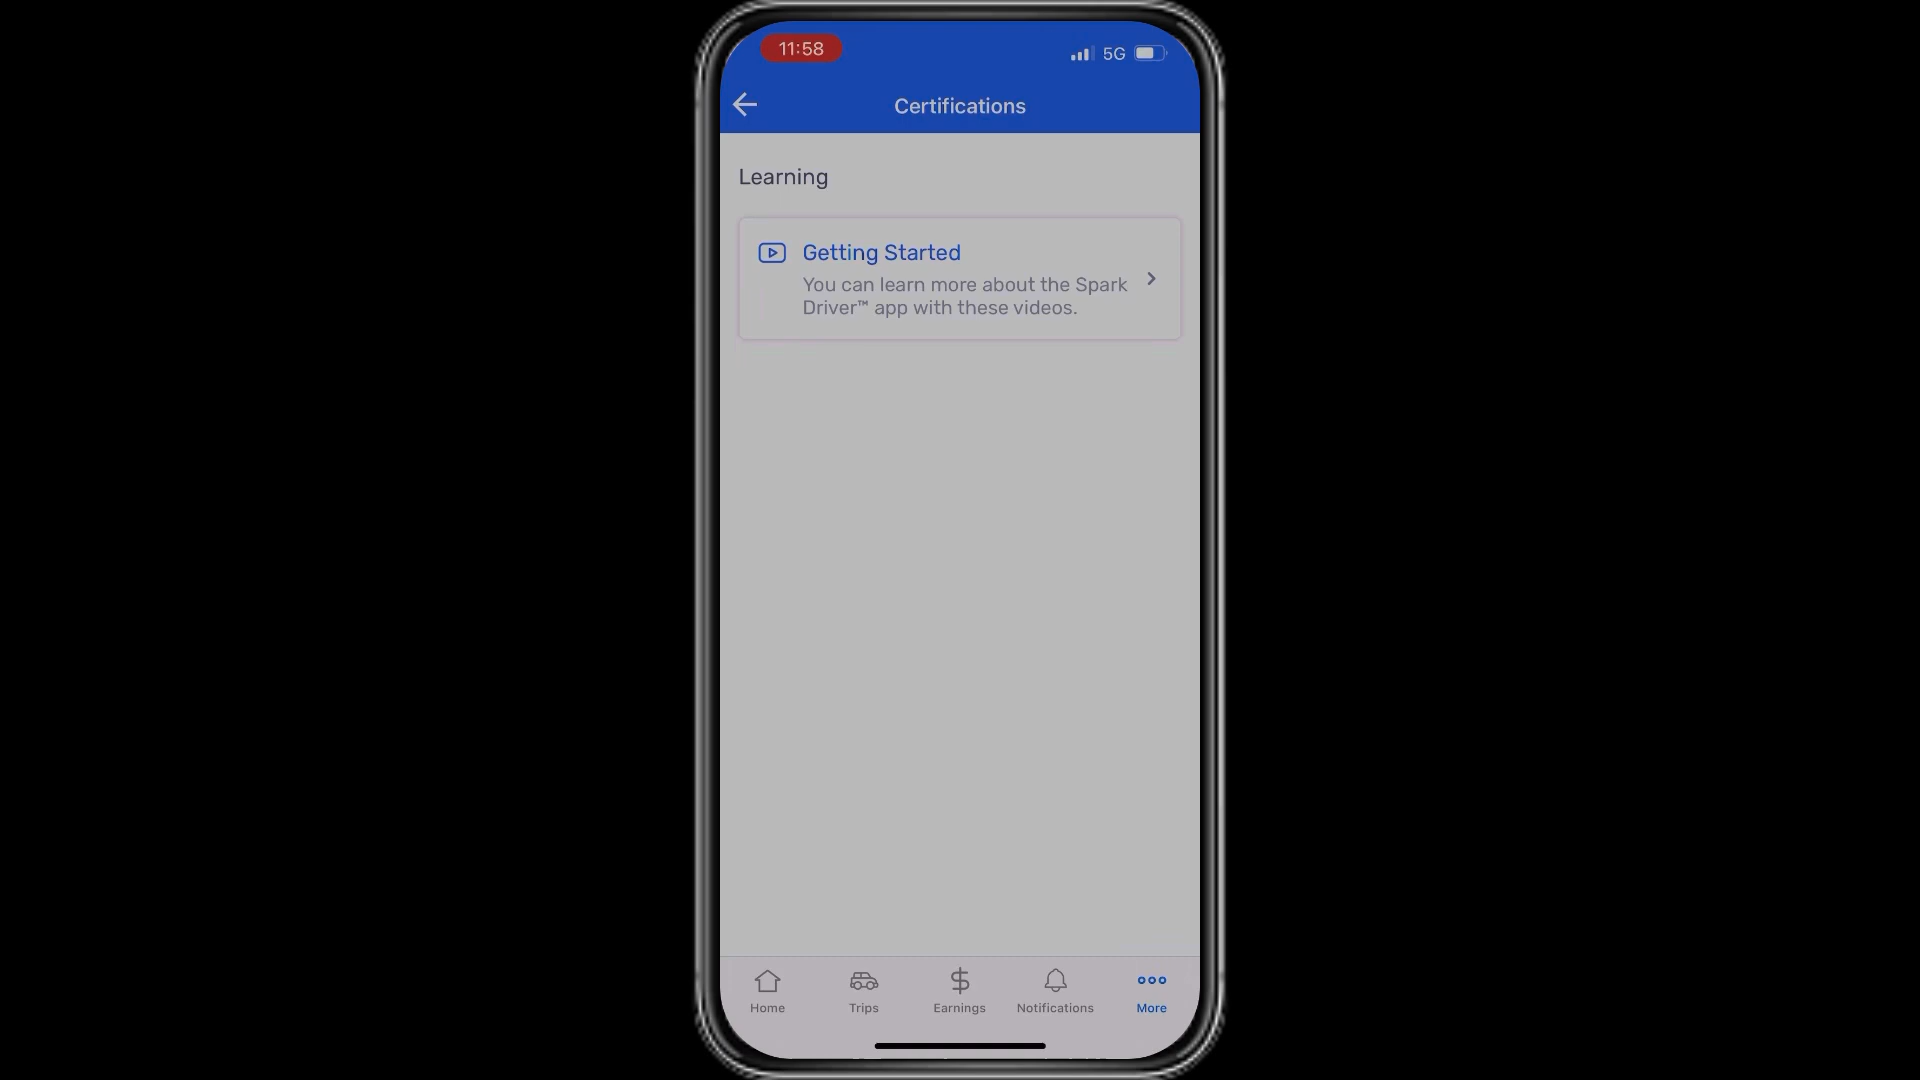 11:58
5G
Certifications
Learning
Getting Started
You can learn more about the Spark
Driver™ app with these videos.
Home
Trips
Earnings
Notifications
More